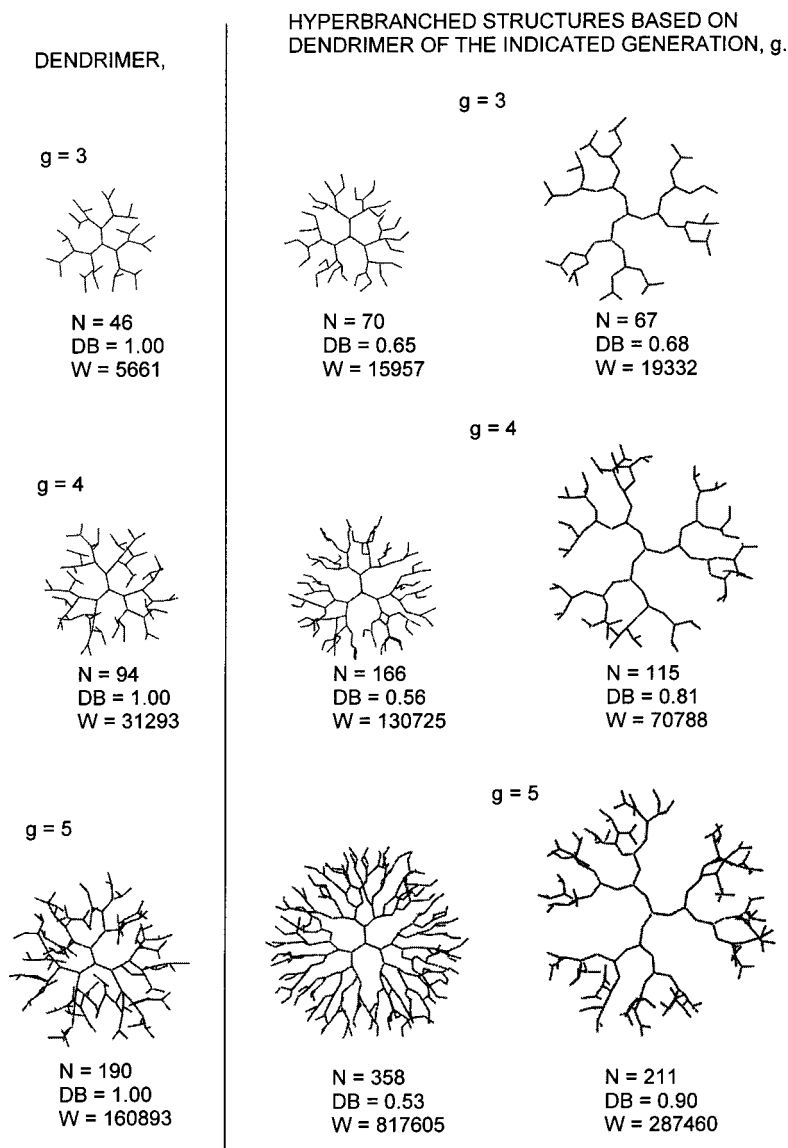 DENDRIMER,
HYPERBRANCHED STRUCTURES BASED ON
DENDRIMER OF THE INDICATED GENERATION, g.
g = 3
g = 3
N = 46
DB = 1.00
W = 5661
N = 70
DB = 0.65
W = 15957
N = 67
DB = 0.68
W = 19332
g = 4
g = 4
N = 94
DB = 1.00
W = 31293
N = 166
DB = 0.56
W = 130725
N = 115
DB = 0.81
W = 70788
g = 5
g = 5
N = 190
DB = 1.00
W = 160893
N = 358
DB = 0.53
W = 817605
N = 211
DB = 0.90
W = 287460